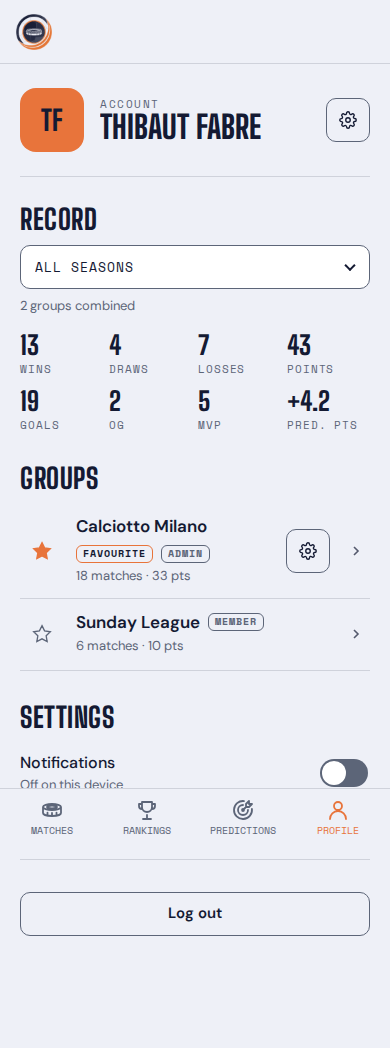 TF
ACCOUNT
THIBAUT FABRE
RECORD
ALL SEASONS
2 groups combined
13 4 7 43
WINS DRAWS LOSSES POINTS
19 2 5 +4.2
GOALS OG MVP PRED. PTS
GROUPS
Calciotto Milano
FAVOURITE ADMIN
18 matches · 33 pts
Sunday League MEMBER
6 matches · 10 pts
SETTINGS
Notifications
Off on this device
MATCHES RANKINGS PREDICTIONS PROFILE
Log out